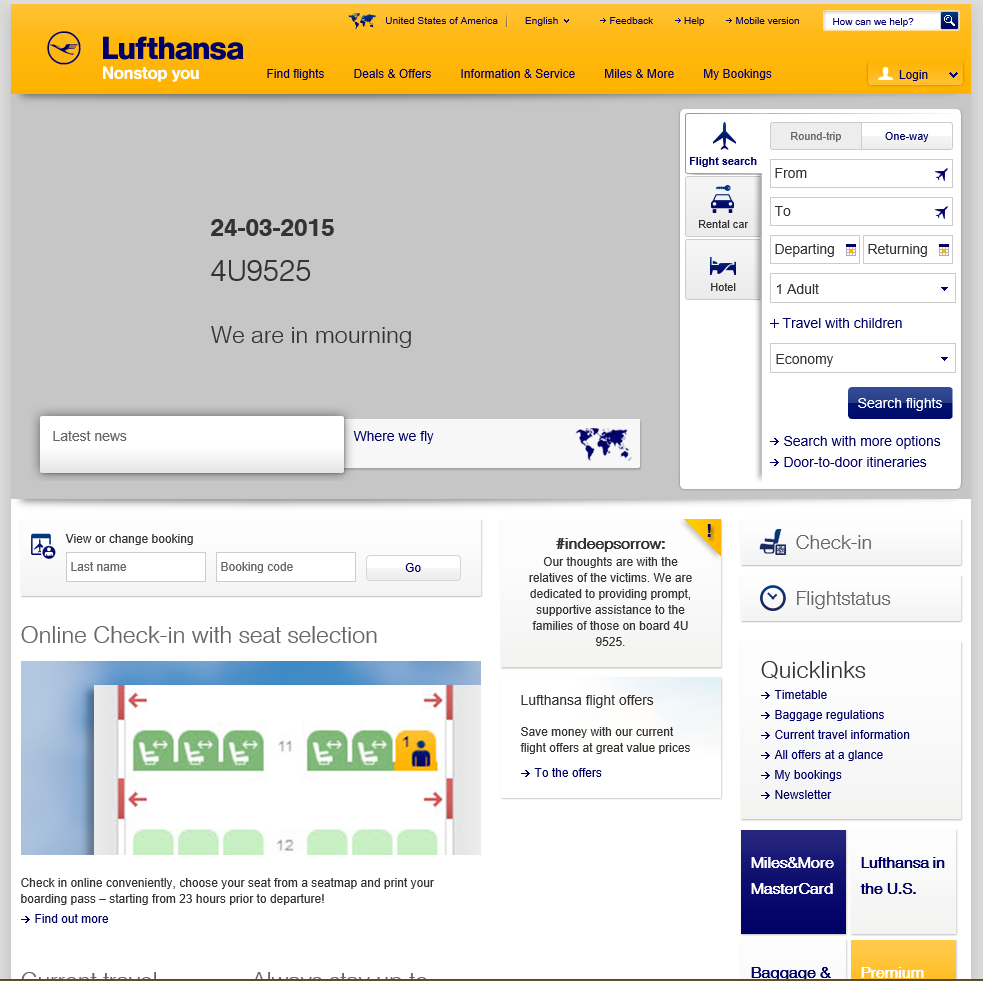 United States of America
English
Feedback
Help
Mobile version
How can we help?
Lufthansa
Nonstop you
Find flights
Deals & Offers
Information & Service
Miles & More
My Bookings
Login
24-03-2015
4U9525
We are in mourning
Latest news
Where we fly
Flight search
Rental car
Hotel
Round-trip
One-way
From
To
Departing
Returning
1 Adult
+ Travel with children
Economy
Search flights
Search with more options
Door-to-door itineraries
View or change booking
Last name
Booking code
Go
Online Check-in with seat selection
11
1
12
Check in online conveniently, choose your seat from a seatmap and print your
boarding pass – starting from 23 hours prior to departure!
Find out more
!
#indeepsorrow:
Our thoughts are with the
relatives of the victims. We are
dedicated to providing prompt,
supportive assistance to the
families of those on board 4U
9525.
Lufthansa flight offers
Save money with our current
flight offers at great value prices
To the offers
Check-in
Flightstatus
Quicklinks
Timetable
Baggage regulations
Current travel information
All offers at a glance
My bookings
Newsletter
Miles&More
MasterCard
Lufthansa in
the U.S.
Current travel
Always stay up to
Baggage &
Premium